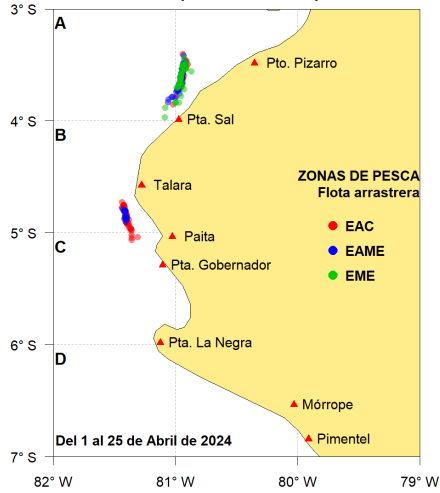 3° S
A
Pto. Pizarro
4° S
Pta. Sal
B
ZONAS DE PESCA
Flota arrastrera
Talara
EAC
5° S
Paita
EAME
C
Pta. Gobernador
EME
6° S
Pta. La Negra
D
Mórrope
Del 1 al 25 de Abril de 2024
Pimentel
7° S
82° W
81° W
80° W
79° W